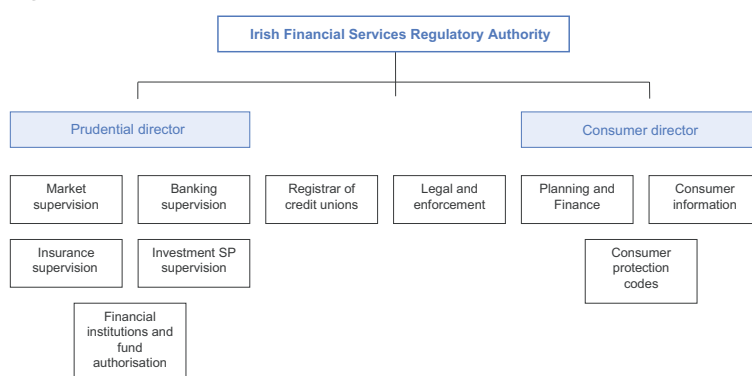 Irish Financial Services Regulatory Authority
Prudential director
Consumer director
Market
supervision
Banking
supervision
Registrar of
credit unions
Legal and
enforcement
Planning and
Finance
Consumer
information
Insurance
supervision
Investment SP
supervision
Consumer
protection
codes
Financial
institutions and
fund
authorisation